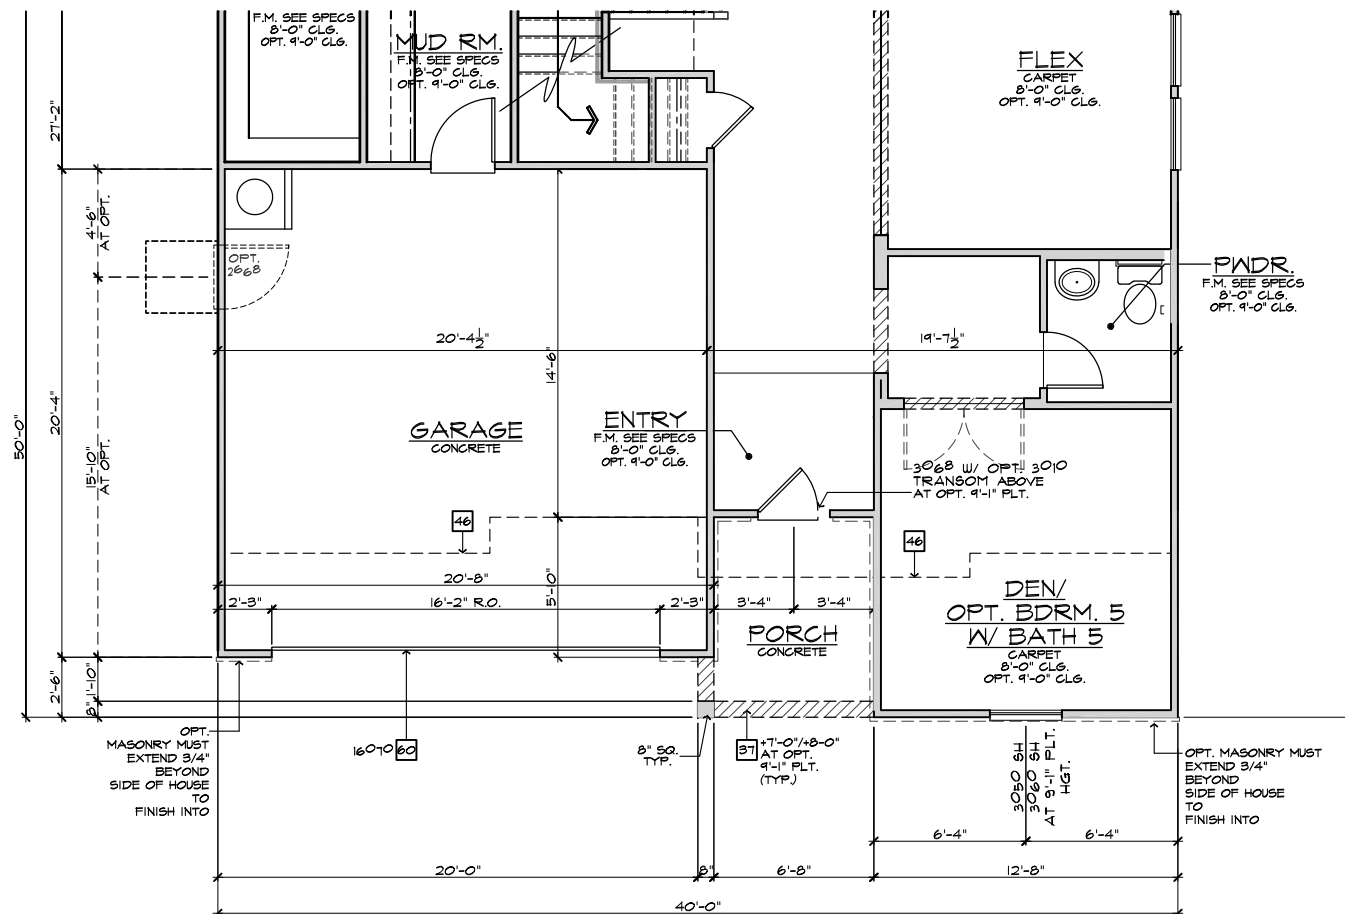 F.M. SEE SPECS
8'-0" CLG.
OPT. 9'-0" CLG.
MUD RM.
F.M. SEE SPECS
8'-0" CLG.
OPT. 9'-0" CLG.
FLEX
CARPET
8'-0" CLG.
OPT. 9'-0" CLG.
27'-2"
4'-6"
AT OPT.
OPT.
2668
PWDR.
F.M. SEE SPECS
8'-0" CLG.
OPT. 9'-0" CLG.
20'-4 1/2"
19'-7 1/2"
14'-6"
50'-0"
20'-4"
15'-10"
AT OPT.
GARAGE
CONCRETE
ENTRY
F.M. SEE SPECS
8'-0" CLG.
OPT. 9'-0" CLG.
3068 W/ OPT. 3010
TRANSOM ABOVE
AT OPT. 9'-1" PLT.
46
46
20'-8"
5'-10"
2'-3"
16'-2" R.O.
2'-3"
3'-4"
3'-4"
DEN/
OPT. BDRM. 5
W/ BATH 5
CARPET
8'-0" CLG.
OPT. 9'-0" CLG.
PORCH
CONCRETE
2'-6"
1'-10"
8"
OPT.
MASONRY MUST
EXTEND 3/4"
BEYOND
SIDE OF HOUSE
TO
FINISH INTO
16070 60
8" SQ.
TYP.
37
+7'-0"/+8-0"
AT OPT.
9'-1" PLT.
(TYP.)
3050 SH
3060 SH
AT 9'-1" PLT.
HGT.
OPT. MASONRY MUST
EXTEND 3/4"
BEYOND
SIDE OF HOUSE
TO
FINISH INTO
6'-4"
6'-4"
20'-0"
8"
6'-8"
12'-8"
40'-0"